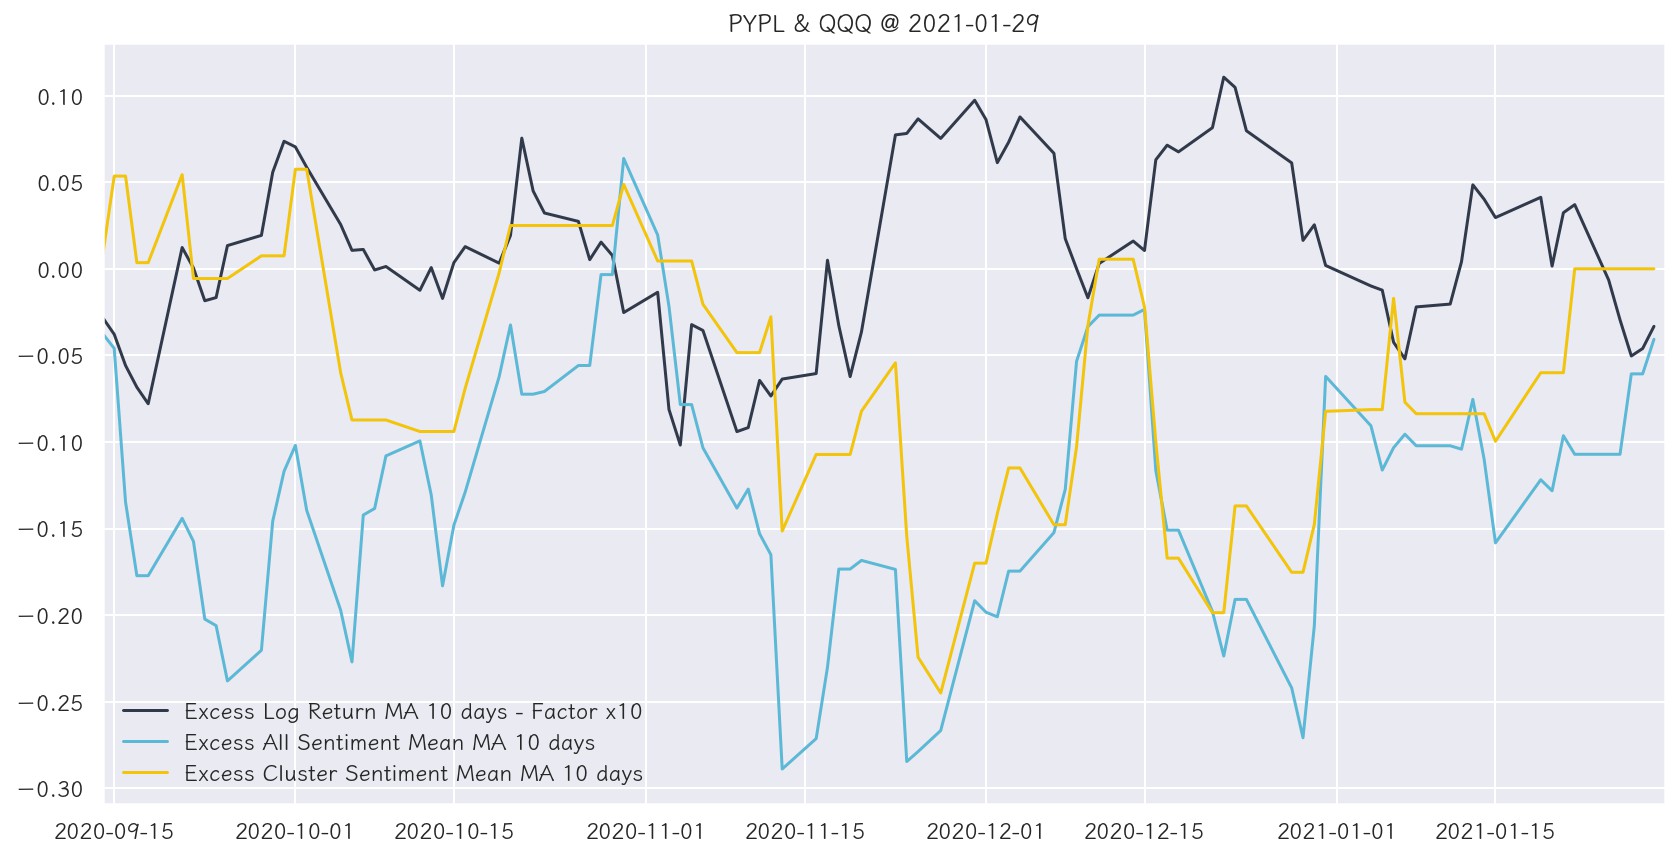 PYPL & QQQ @ 2021-01-29
0.10
0.05
0.00
−0.05
−0.10
−0.15
−0.20
−0.25
−0.30
Excess Log Return MA 10 days - Factor x10
Excess All Sentiment Mean MA 10 days
Excess Cluster Sentiment Mean MA 10 days
2020-09-15 2020-10-01 2020-10-15 2020-11-01 2020-11-15 2020-12-01 2020-12-15 2021-01-01 2021-01-15